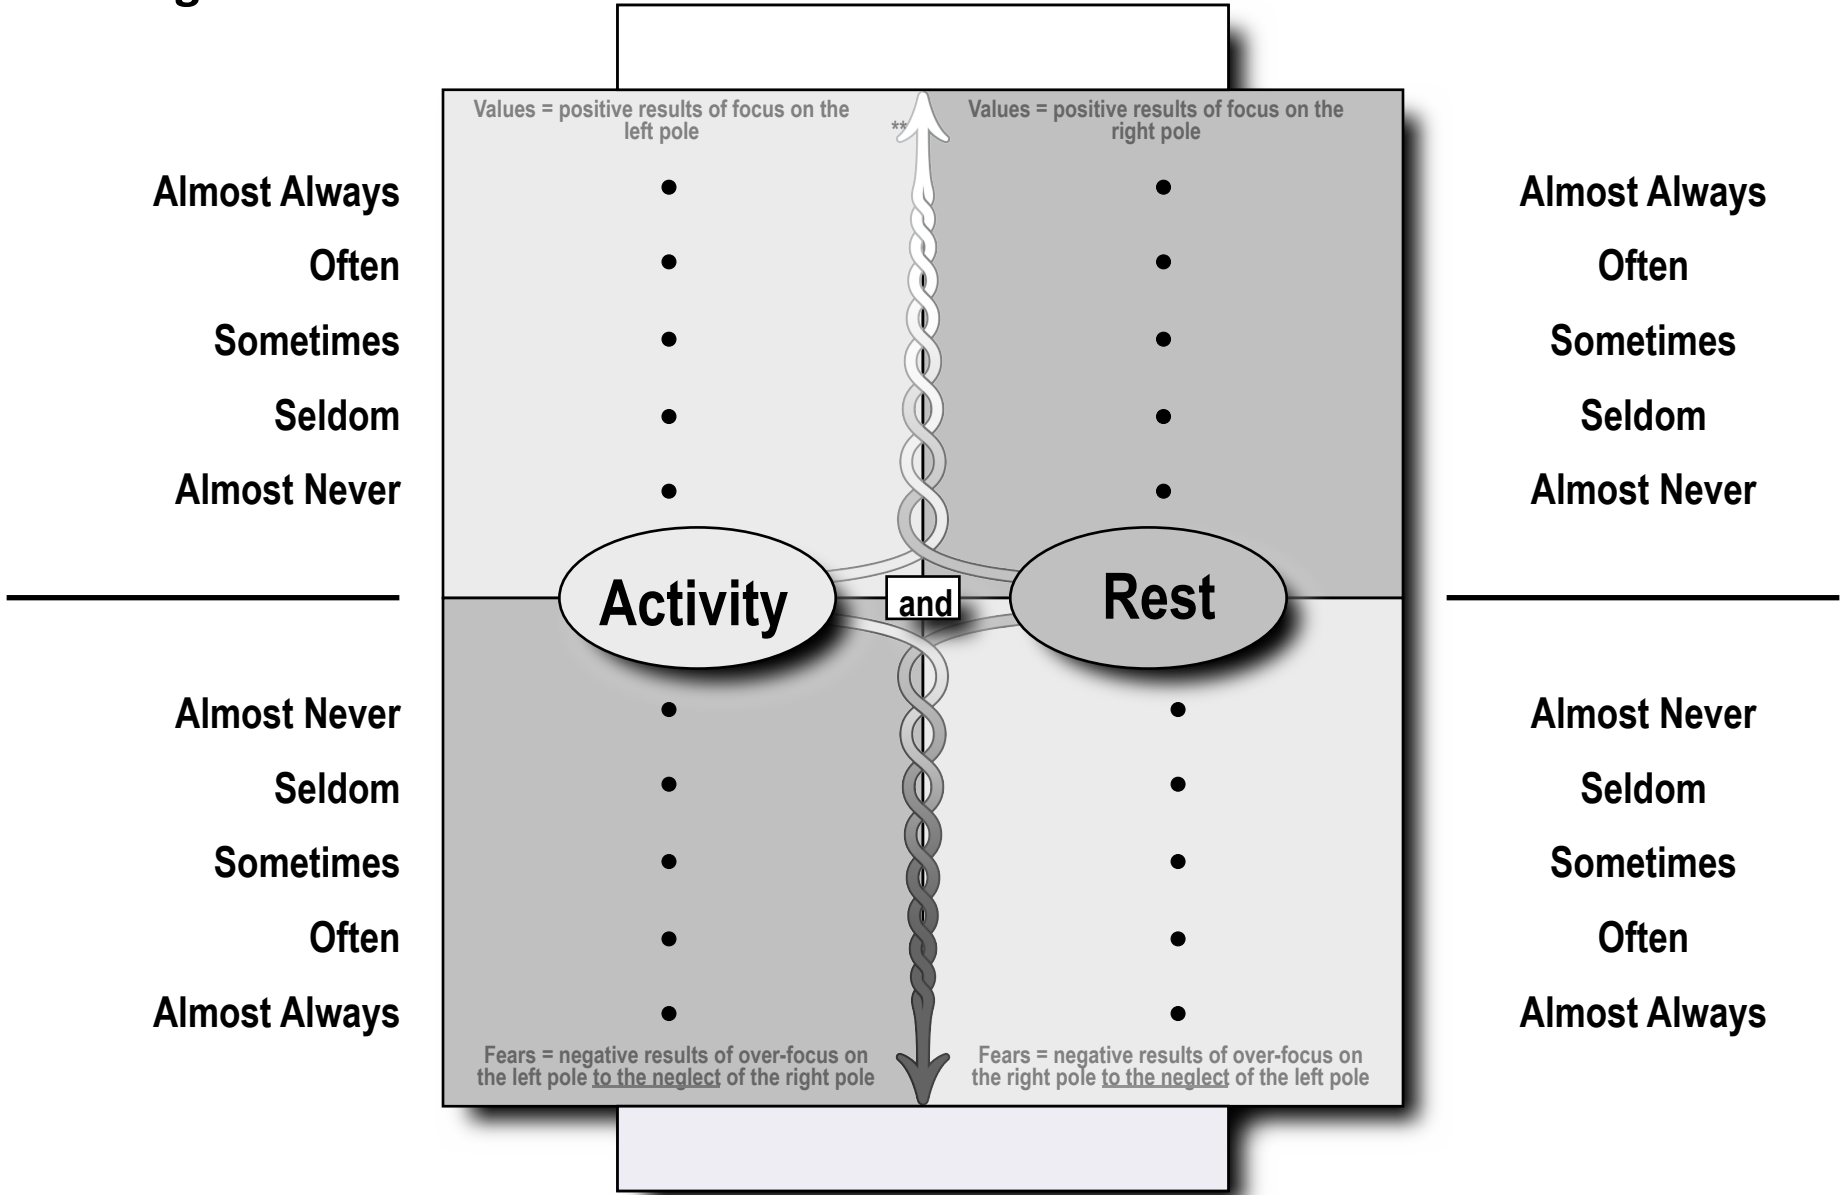 Values = positive results of focus on the
left pole
**
Values = positive results of focus on the
right pole
Almost Always
Often
Sometimes
Seldom
Almost Never
Almost Always
Often
Sometimes
Seldom
Almost Never
Activity
and
Rest
Almost Never
Seldom
Sometimes
Often
Almost Always
Almost Never
Seldom
Sometimes
Often
Almost Always
Fears = negative results of over-focus on
the left pole to the neglect of the right pole
Fears = negative results of over-focus on
the right pole to the neglect of the left pole